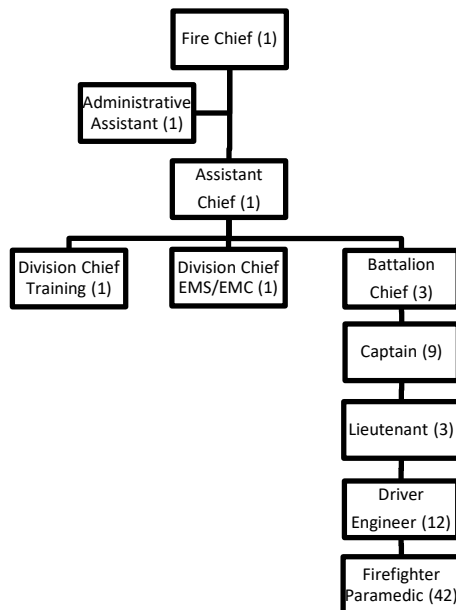 Fire Chief (1)
Administrative
Assistant (1)
Assistant
Chief (1)
Division Chief
Training (1)
Division Chief
EMS/EMC (1)
Battalion
Chief (3)
Captain (9)
Lieutenant (3)
Driver
Engineer (12)
Firefighter
Paramedic (42)